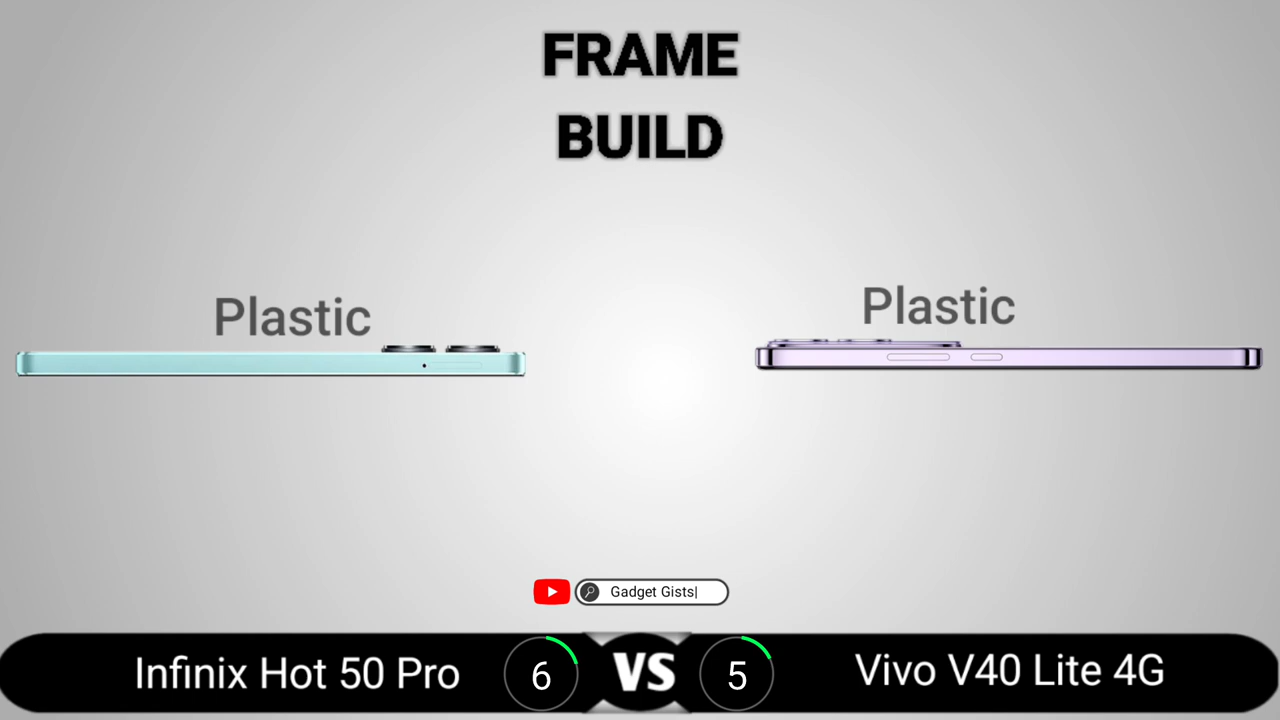 FRAME
BUILD
Plastic
Plastic
Gadget Gists|
Infinix Hot 50 Pro
6
VS
5
Vivo V40 Lite 4G